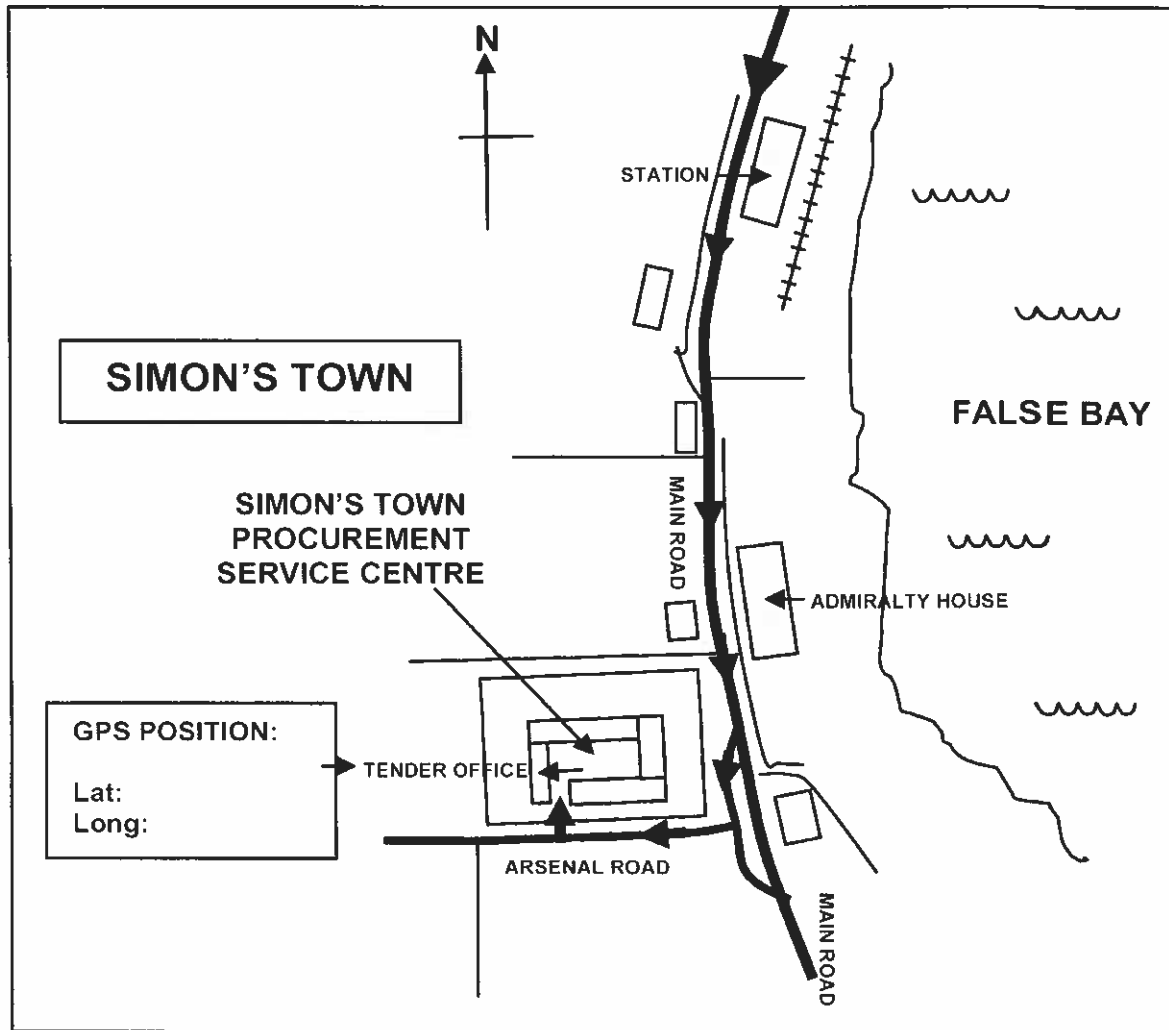 N
STATION
SIMON'S TOWN
FALSE BAY
MAIN ROAD
SIMON'S TOWN
PROCUREMENT
SERVICE CENTRE
ADMIRALTY HOUSE
GPS POSITION:
Lat:
Long:
TENDER OFFICE
ARSENAL ROAD
MAIN ROAD